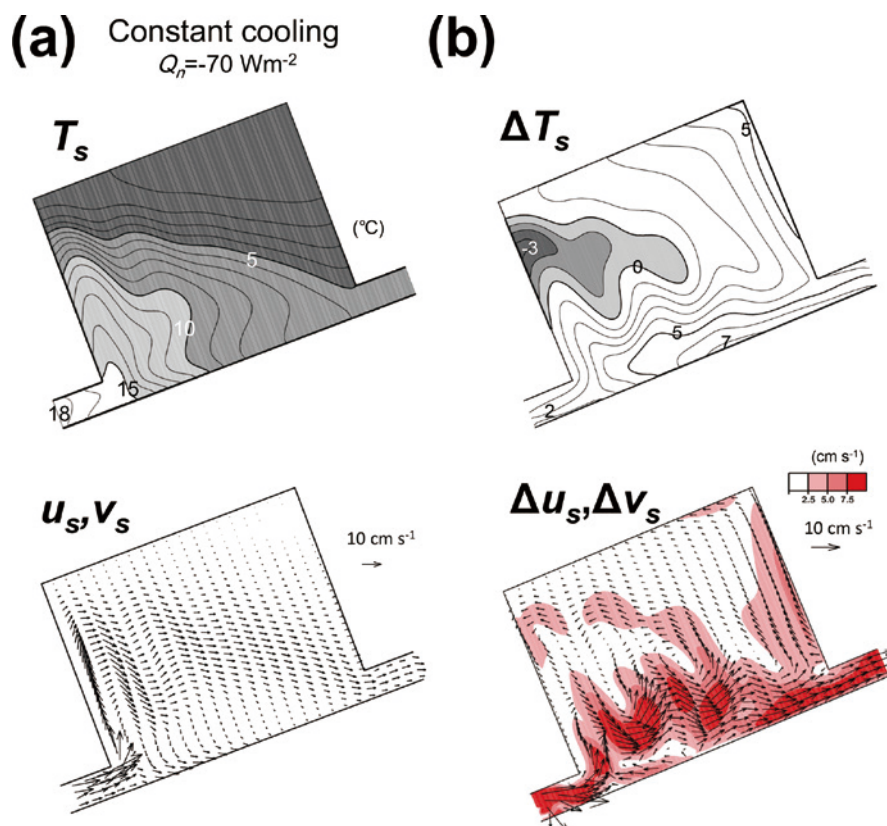 (a) Constant cooling
Qₙ=-70 Wm⁻²
(b)
Tₛ
(°C)
5
10
15
18
ΔTₛ
5
-3
0
5
7
2
uₛ,vₛ
10 cm s⁻¹
(cm s⁻¹)
2.5 5.0 7.5
Δuₛ,Δvₛ
10 cm s⁻¹